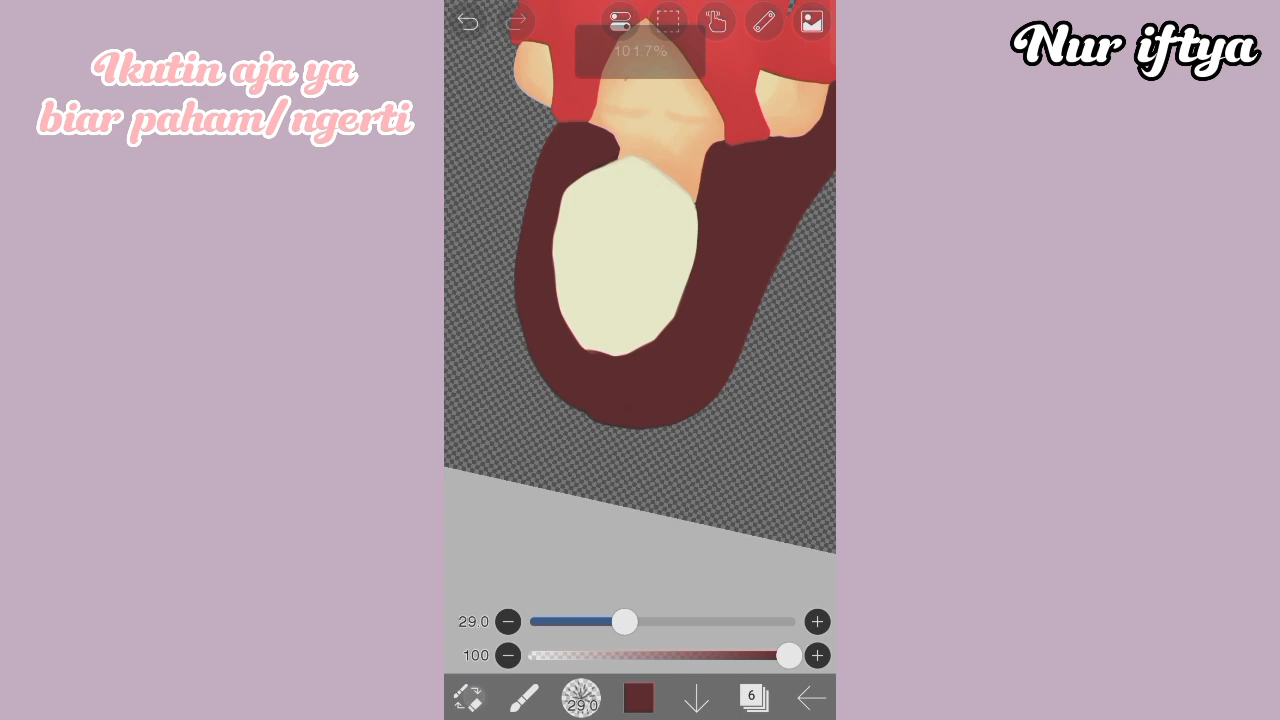 Ikutin aja ya
biar paham/ngerti
Nur iftya
101.7%
29.0
100
29.0
6